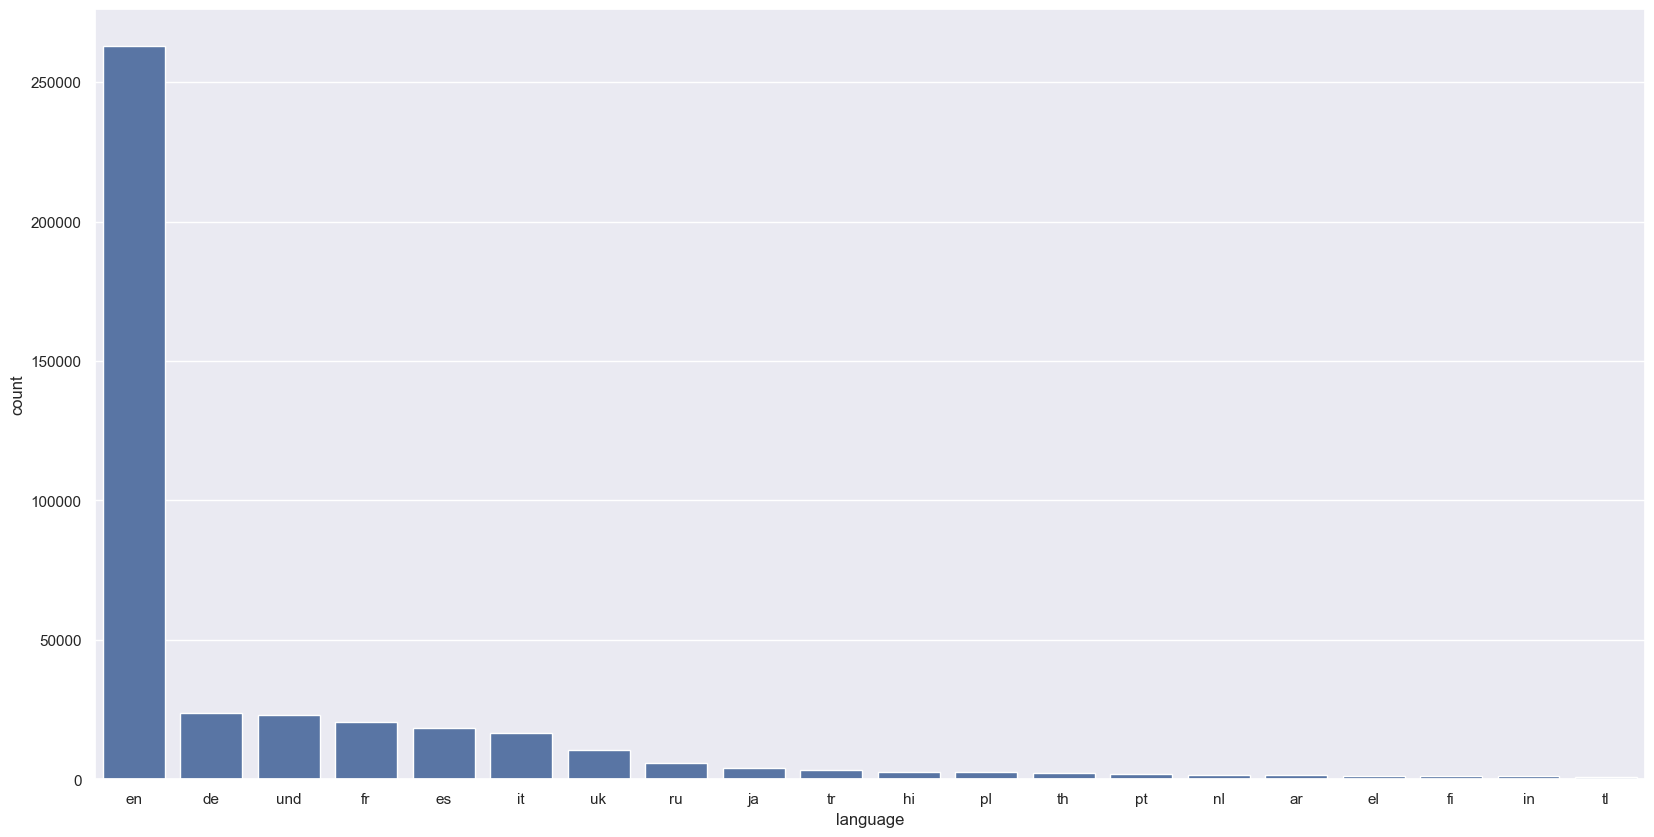 250000
200000
150000
100000
50000
0
count
en de und fr es it uk ru ja tr hi pl th pt nl ar el fi in tl
language